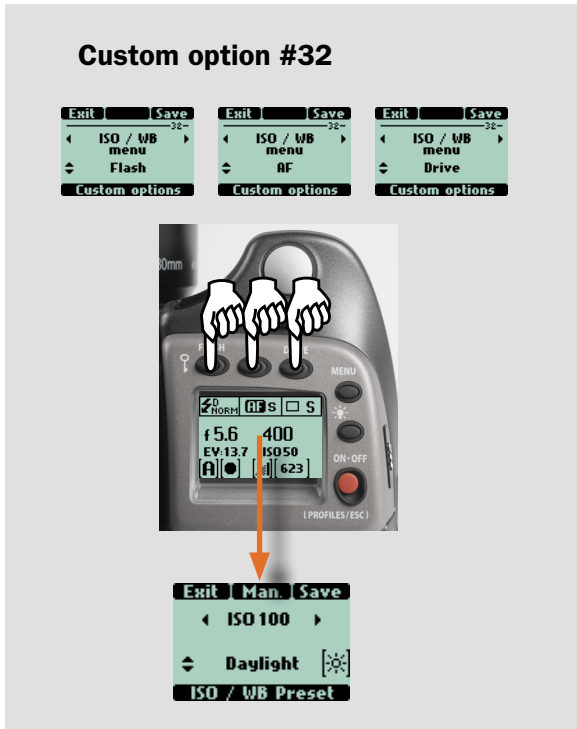 Custom option #32
Exit Save
32
ISO / WB
menu
Flash
Custom options
Exit Save
32
ISO / WB
menu
AF
Custom options
Exit Save
32
ISO / WB
menu
Drive
Custom options
80mm
MENU
D NORM AF S S
f 5.6 400
EV:13.7 ISO50
A 623
ON·OFF
(PROFILES/ESC)
Exit Man. Save
ISO 100
Daylight
ISO / WB Preset